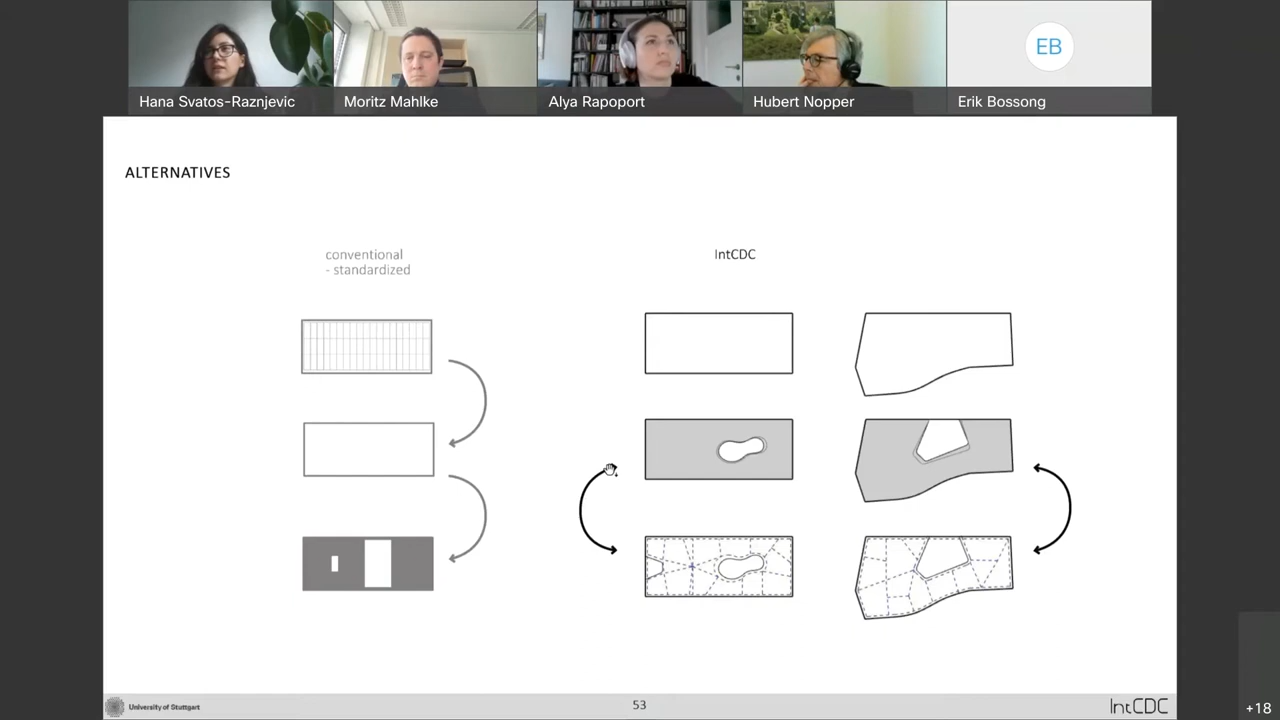 Hana Svatos-Raznjevic
Moritz Mahlke
Alya Rapoport
Hubert Nopper
EB
Erik Bossong
ALTERNATIVES
conventional
- standardized
IntCDC
University of Stuttgart
53
IntCDC
+18